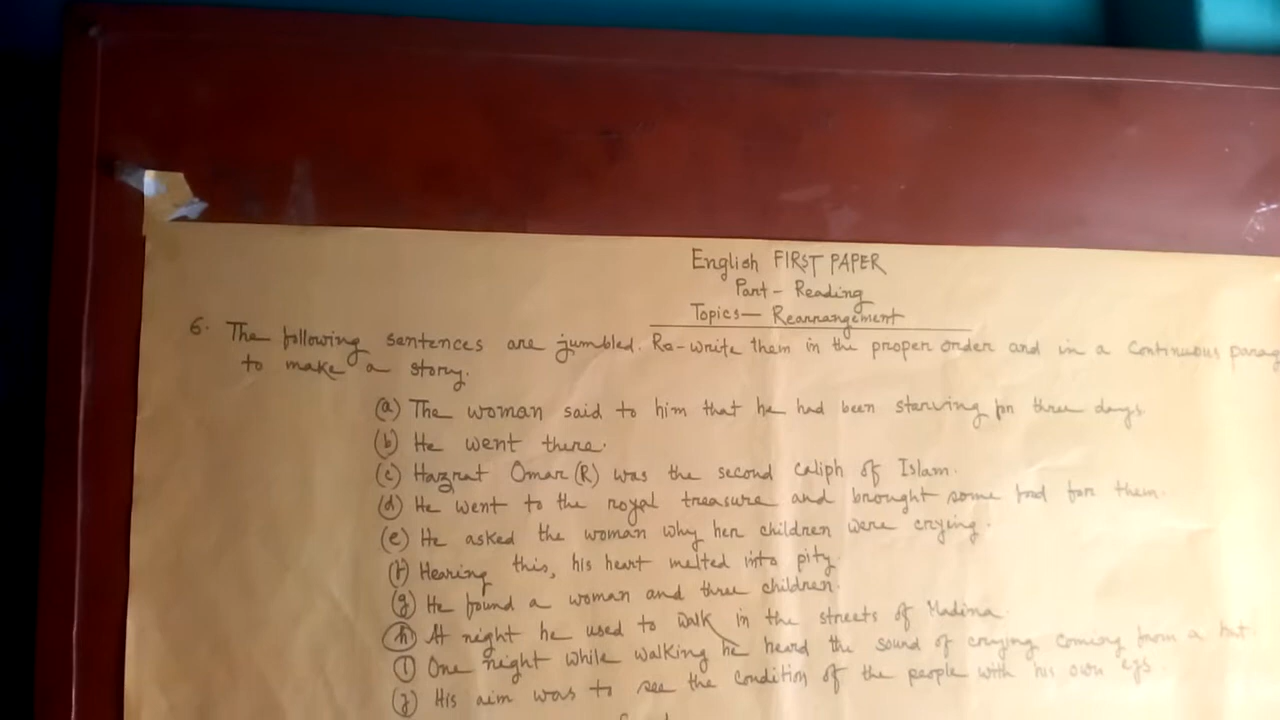 English FIRST PAPER
Part - Reading
Topics — Rearrangement
6. The following sentences are jumbled. Re-write them in the proper order and in a continuous parag
to make a story.
(a) The woman said to him that he had been starving for three days.
(b) He went there.
(c) Hazrat Omar (R) was the second caliph of Islam.
(d) He went to the royal treasure and brought some food for them.
(e) He asked the woman why her children were crying.
(f) Hearing this, his heart melted into pity.
(g) He found a woman and three children.
(h) At night he used to walk in the streets of Madina.
(i) One night while walking he heard the sound of crying coming from a hut.
(j) His aim was to see the condition of the people with his own eys.